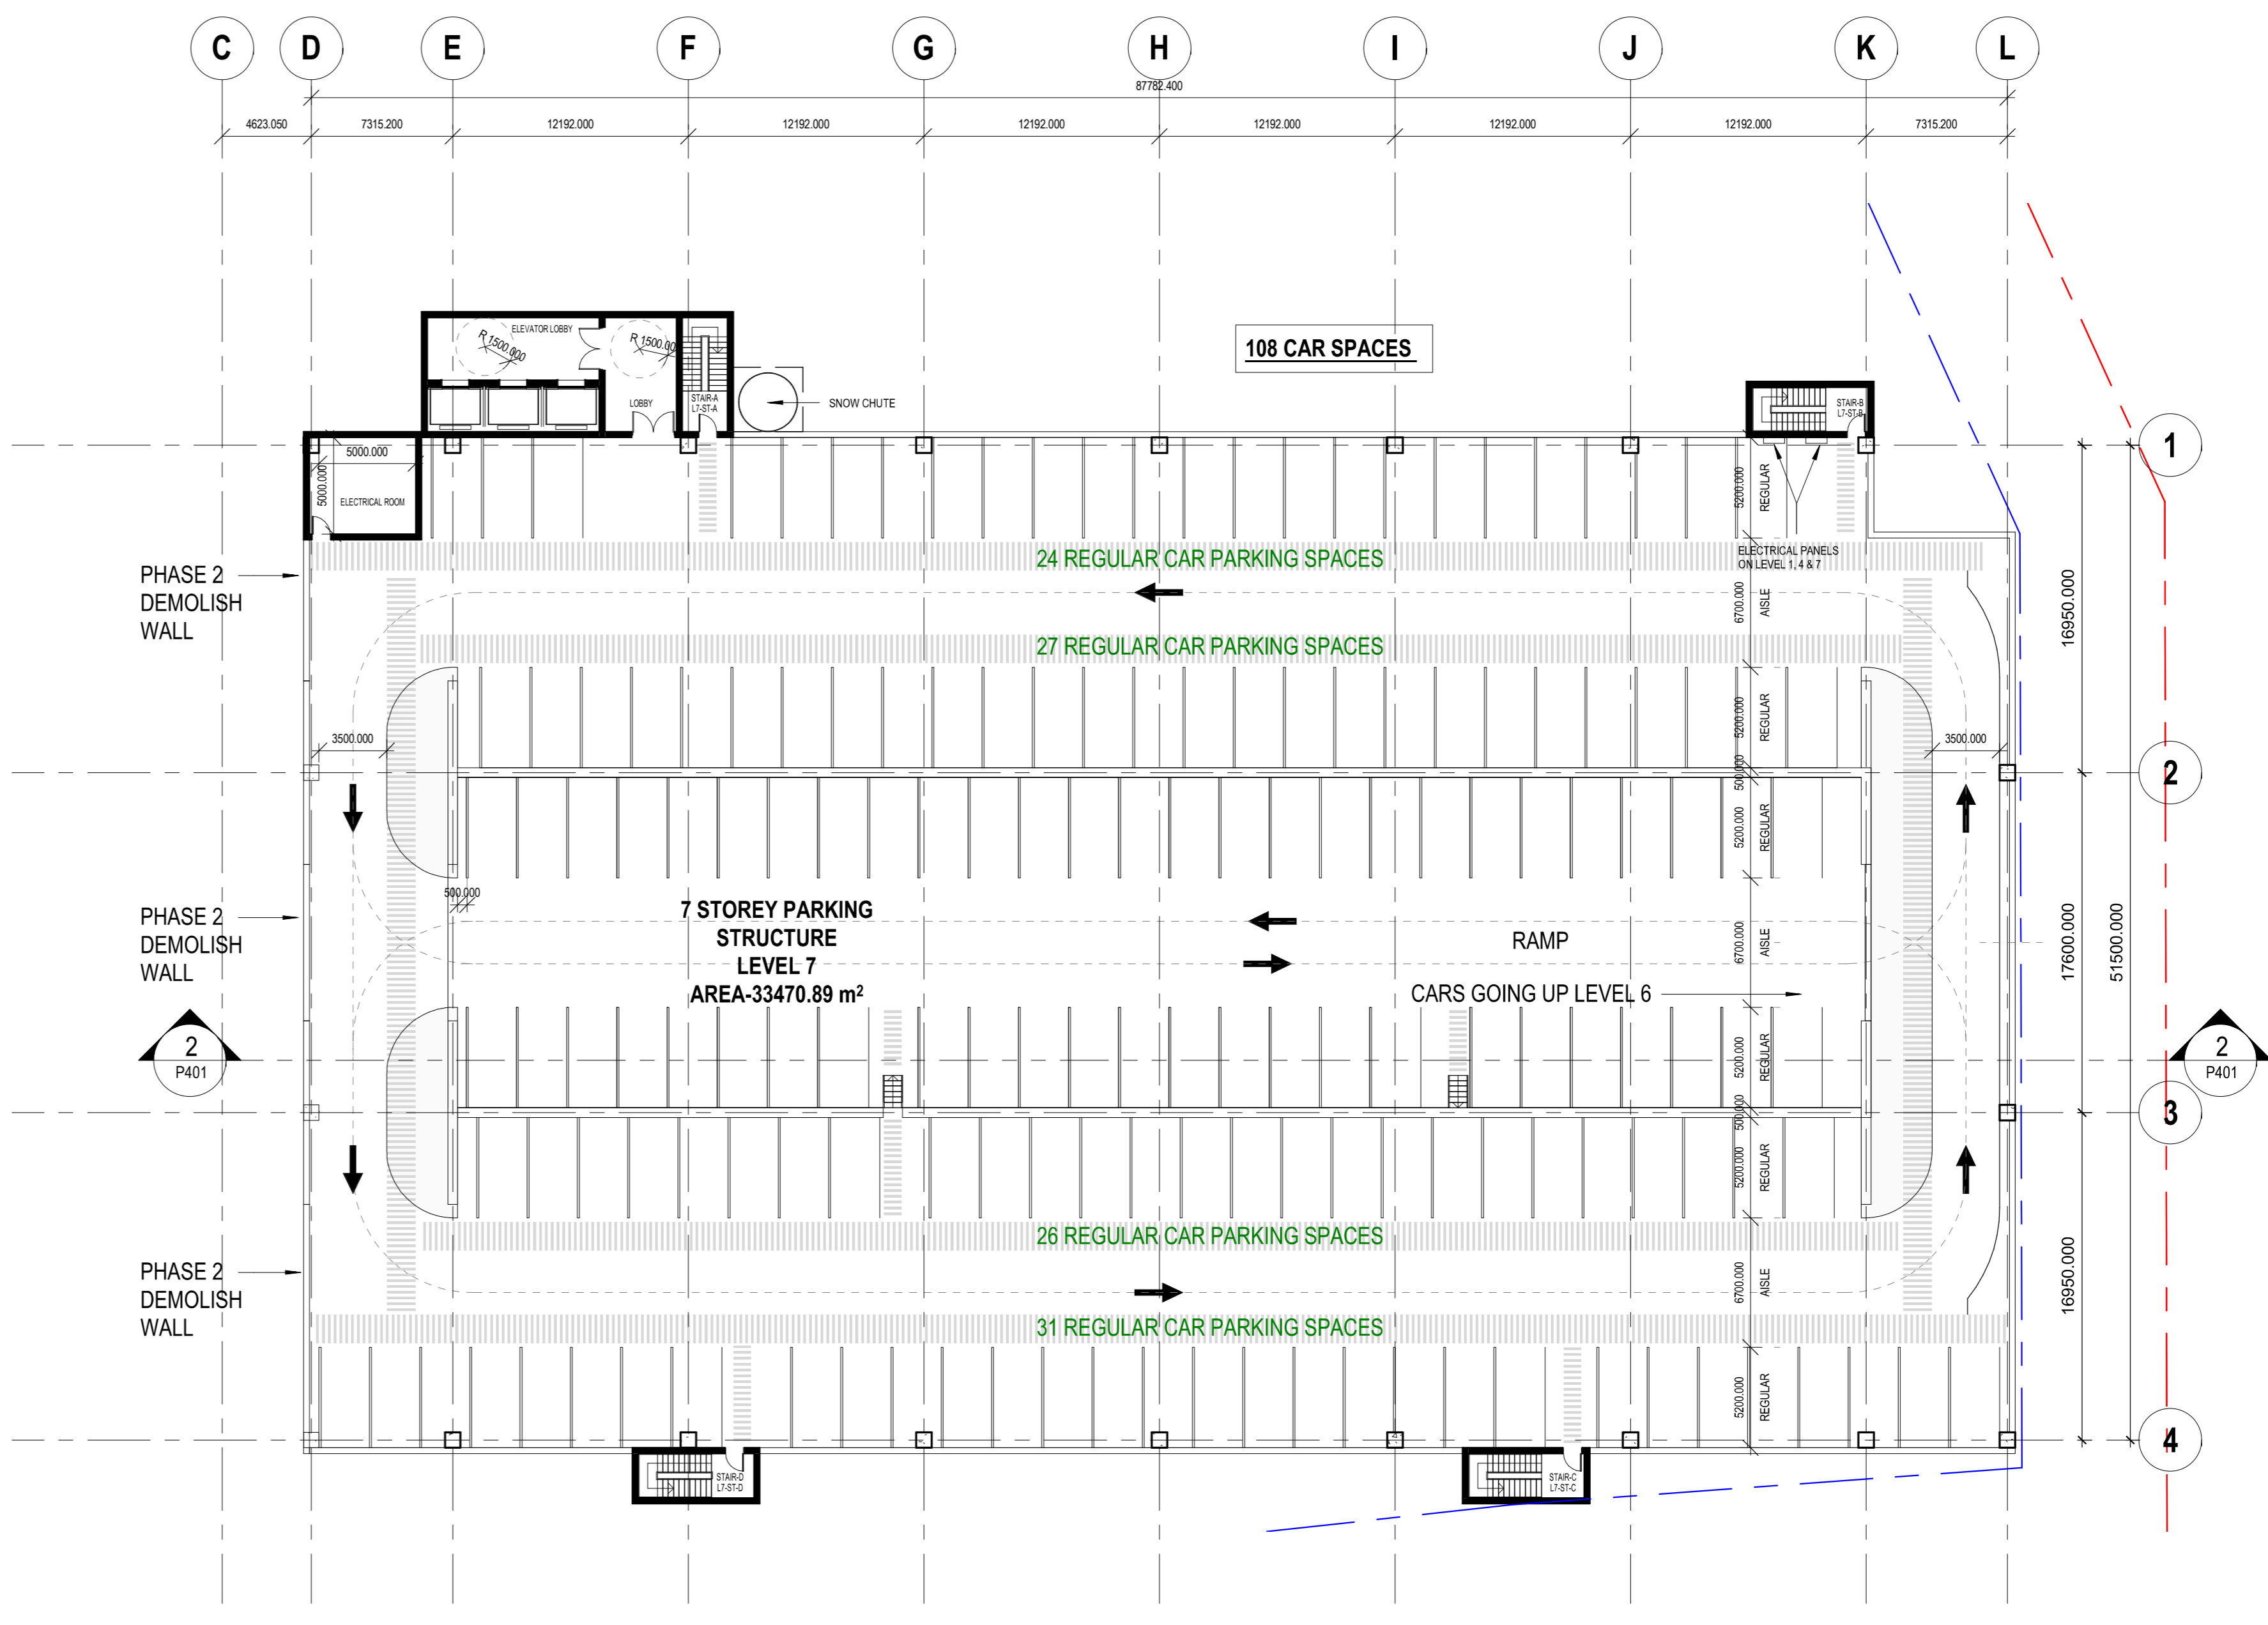 C D E F G H I J K L
87782.400
4623.050 7315.200 12192.000 12192.000 12192.000 12192.000 12192.000 12192.000 7315.200
ELEVATOR LOBBY
R 1500.000
R 1500.00
108 CAR SPACES
STAIR-A
L7-ST-A
LOBBY
SNOW CHUTE
STAIR-B
L7-ST-B
1
5000.000
5000.000
ELECTRICAL ROOM
5200.000
REGULAR
24 REGULAR CAR PARKING SPACES
ELECTRICAL PANELS
ON LEVEL 1, 4 & 7
PHASE 2
DEMOLISH
WALL
6700.000
AISLE
16950.000
27 REGULAR CAR PARKING SPACES
5200.000
REGULAR
3500.000
3500.000
500.000
2
5200.000
REGULAR
500.000
7 STOREY PARKING
STRUCTURE
LEVEL 7
AREA-33470.89 m²
PHASE 2
DEMOLISH
WALL
RAMP
6700.000
AISLE
CARS GOING UP LEVEL 6
17600.000
51500.000
2
P401
5200.000
REGULAR
2
P401
500.000
3
5200.000
REGULAR
26 REGULAR CAR PARKING SPACES
PHASE 2
DEMOLISH
WALL
6700.000
AISLE
16950.000
31 REGULAR CAR PARKING SPACES
5200.000
REGULAR
4
STAIR-D
L7-ST-D
STAIR-C
L7-ST-C